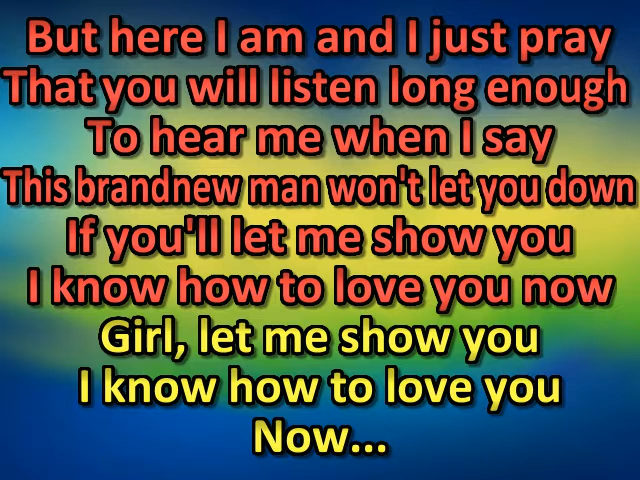 But here I am and I just pray
That you will listen long enough
To hear me when I say
This brandnew man won't let you down
If you'll let me show you
I know how to love you now
Girl, let me show you
I know how to love you
Now...